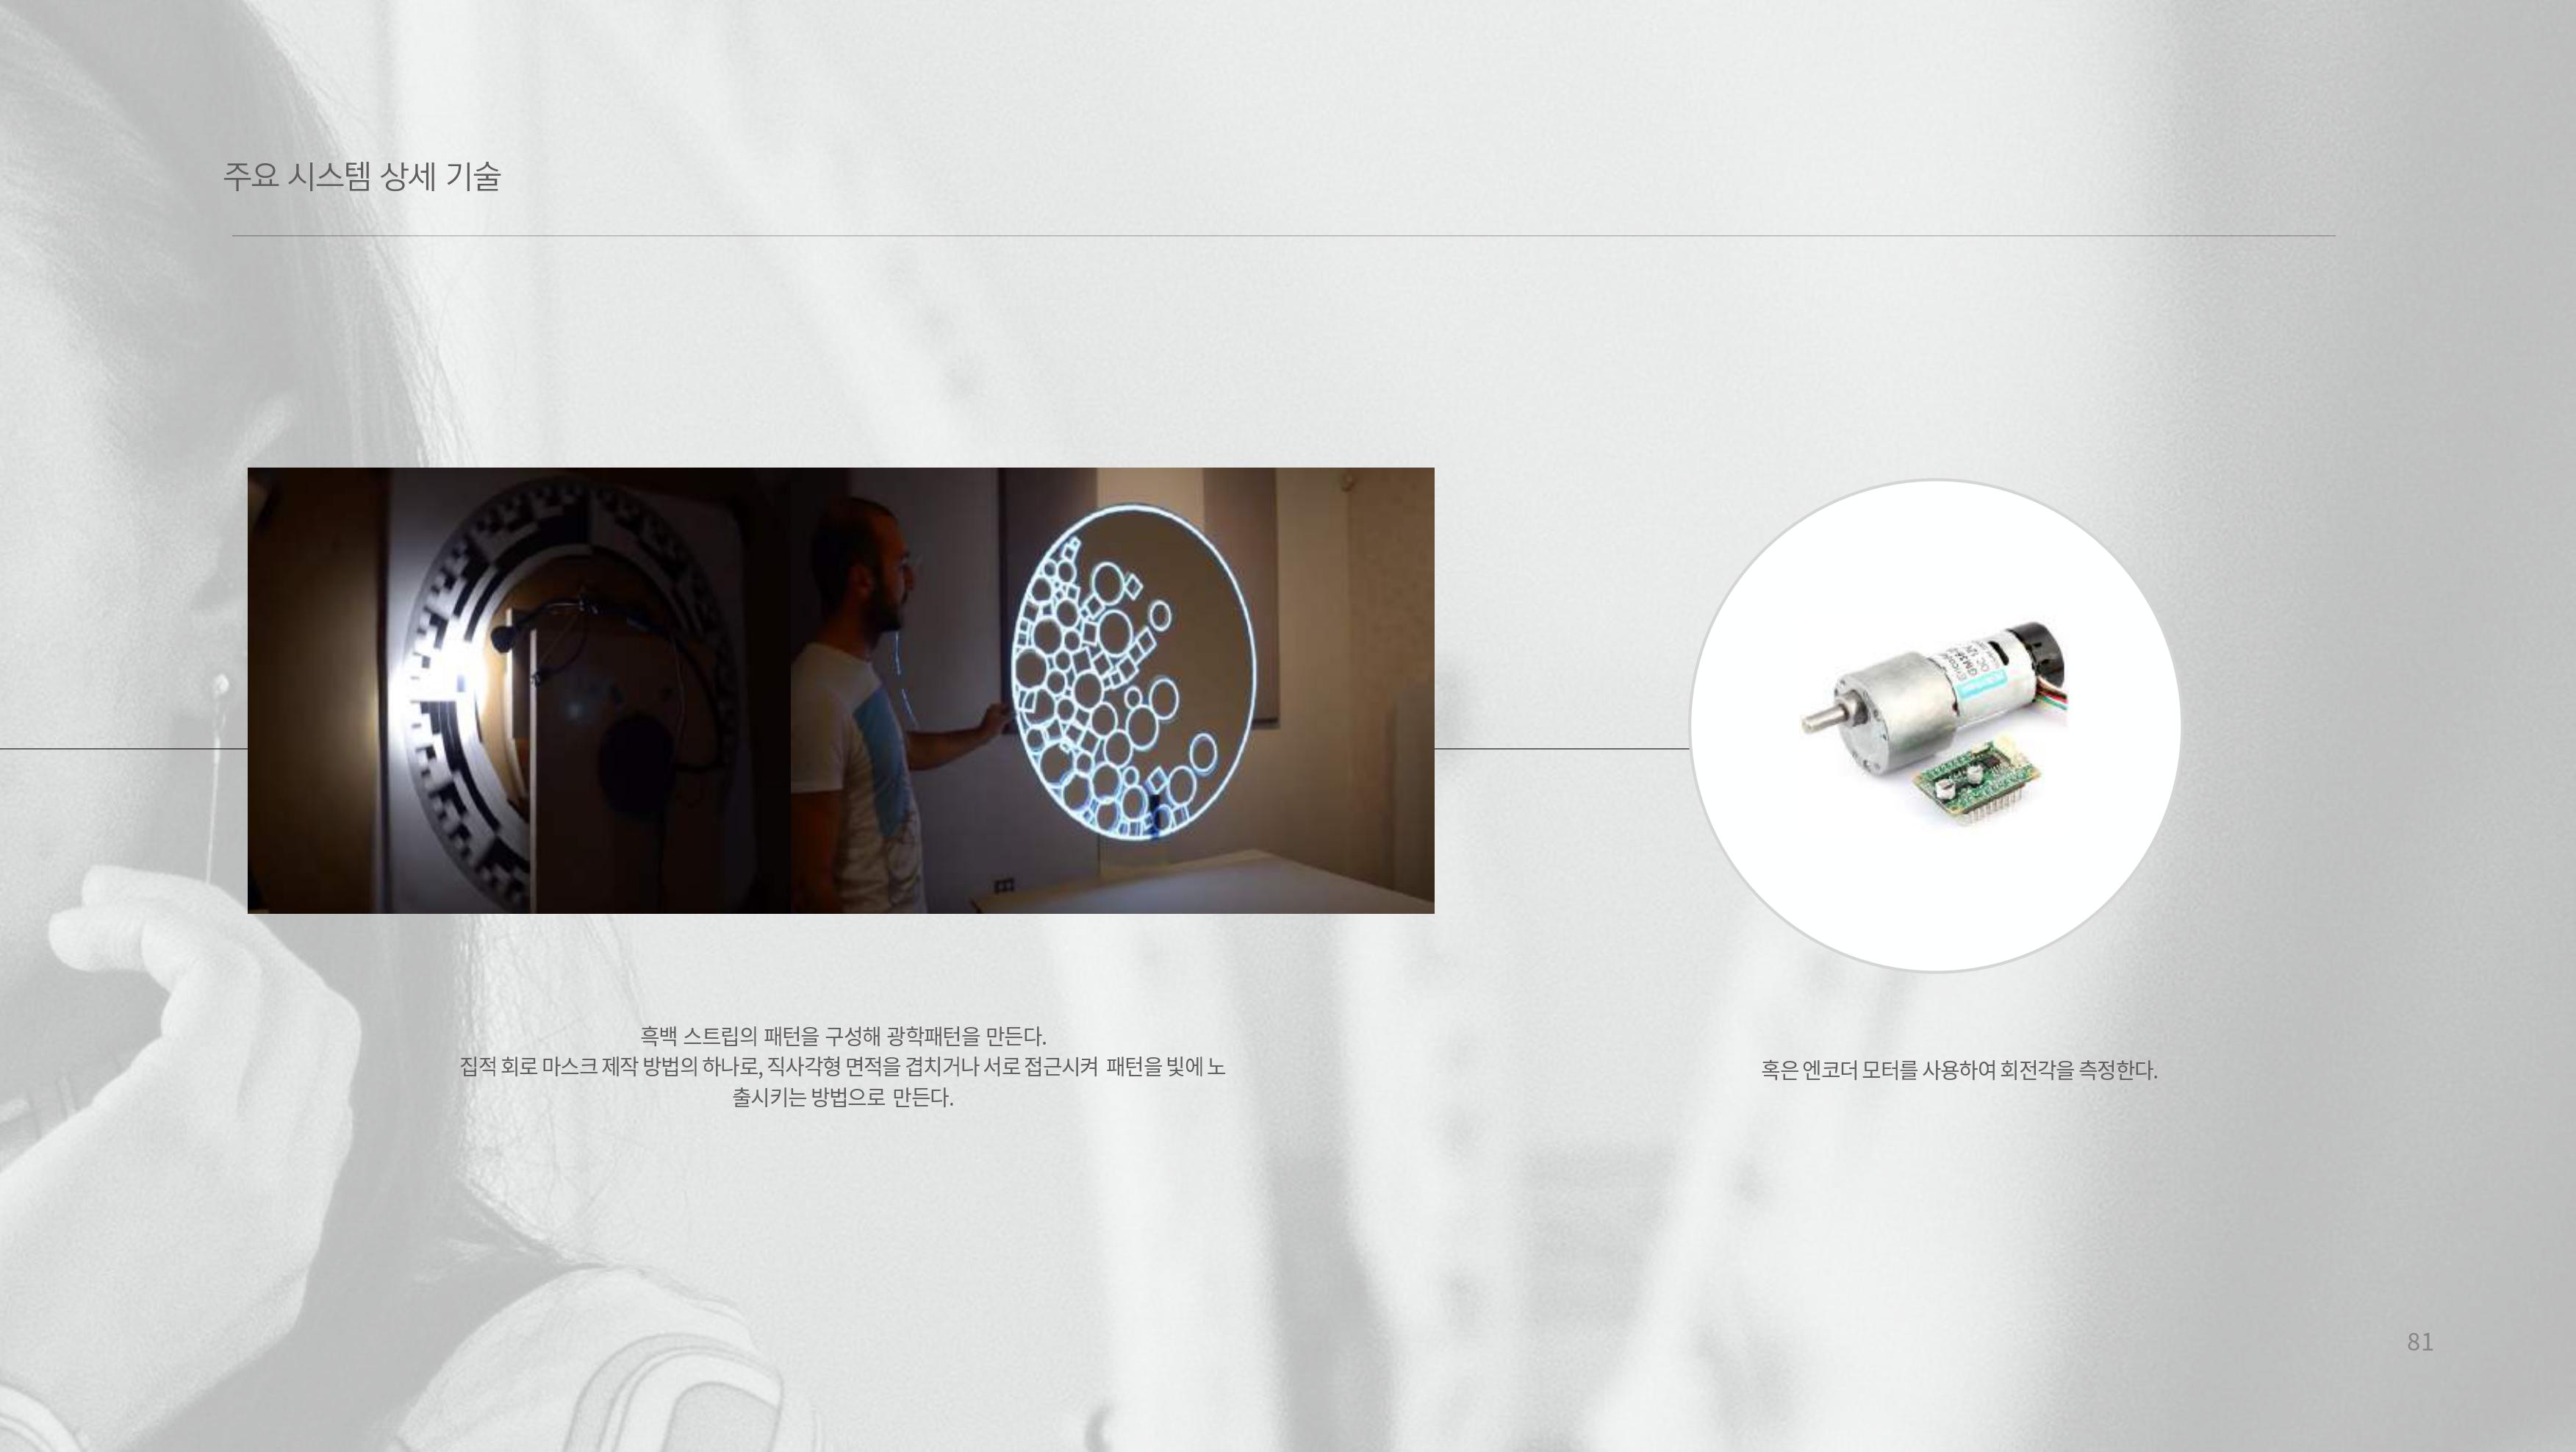 주요 시스템 상세 기술
흑백 스트립의 패턴을 구성해 광학패턴을 만든다.
집적 회로 마스크 제작 방법의 하나로, 직사각형 면적을 겹치거나 서로 접근시켜 패턴을 빛에 노
출시키는 방법으로 만든다.
혹은 엔코더 모터를 사용하여 회전각을 측정한다.
81